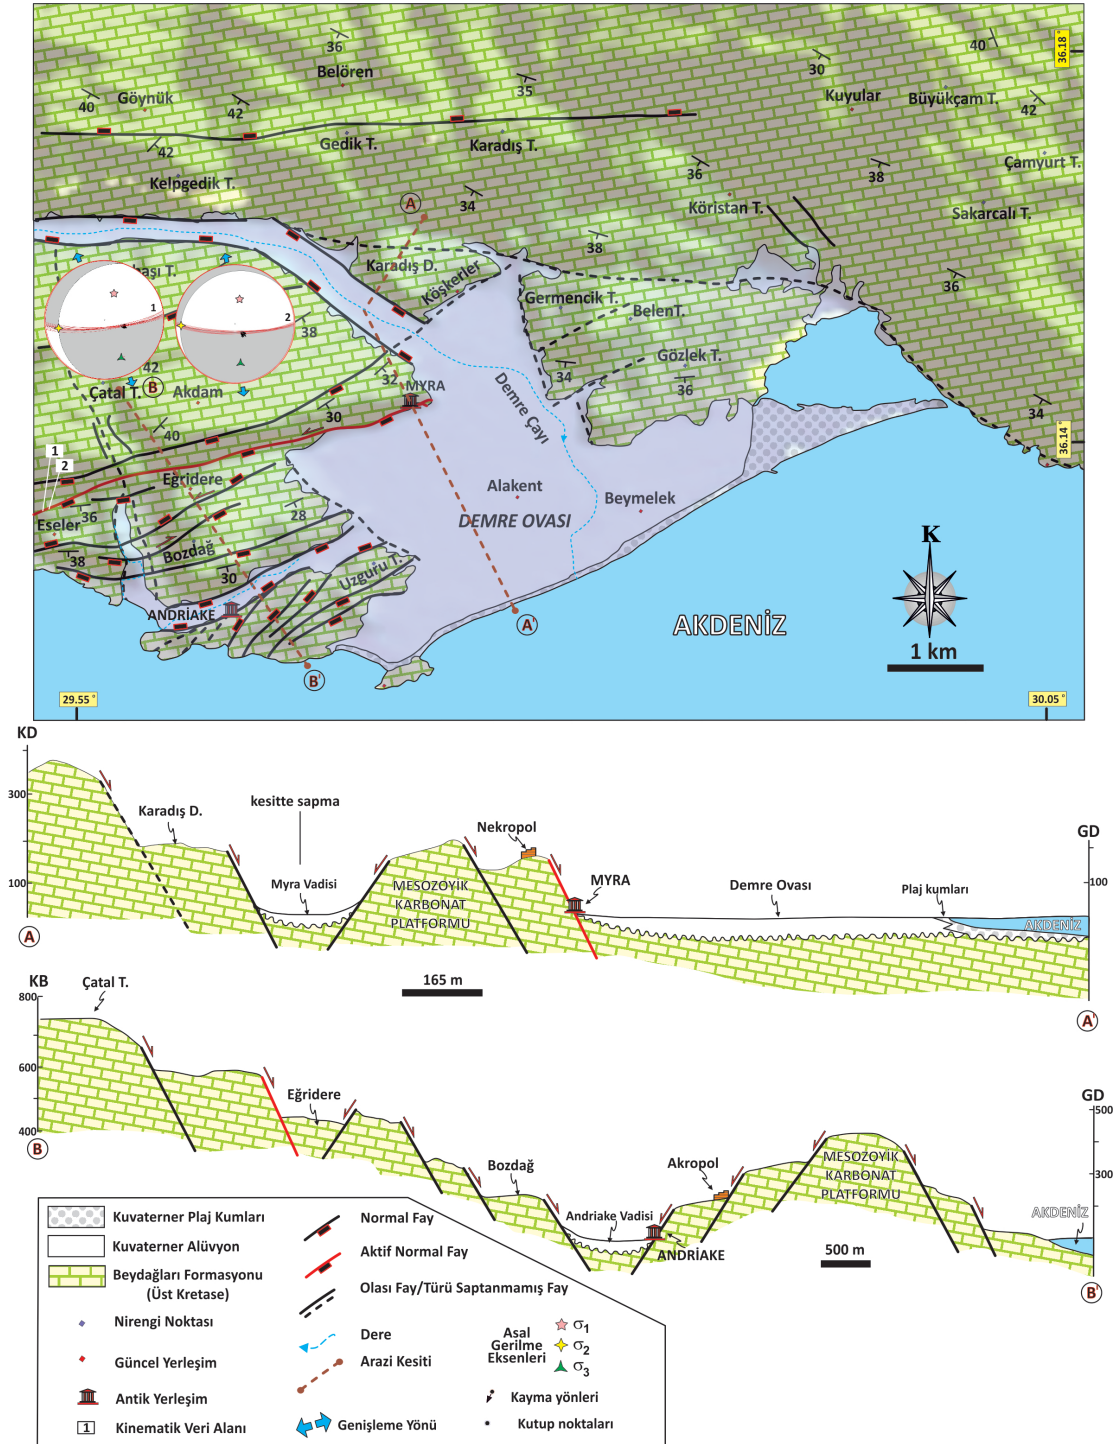 36
Belören
40
36.18°
30
35
Göynük
40
42
Kuyular
Büyükçam T.
42
Gedik T.
Karadış T.
42
Çamyurt T.
Kelpgedik T.
36
38
A
34
Köristan T.
Sakarcalı T.
38
Karadış D.
Köşkerler
36
Germencik T.
Belen T.
1
2
38
Gözlek T.
42
B
Çatal T.
Akdam
32
MYRA
34
36
30
Demre Çayı
34
40
36.14°
1
2
Eğridere
Alakent
Beymelek
36
28
Eseler
DEMRE OVASI
K
Bozdağ
38
30
Uzguru T.
ANDRİAKE
A'
AKDENİZ
1 km
B'
29.55°
30.05°
KD
300
100
kesitte sapma
Karadış D.
Nekropol
GD
Myra Vadisi
MESOZOYİK
KARBONAT
PLATFORMU
MYRA
Demre Ovası
Plaj kumları
100
AKDENİZ
A
165 m
A'
KB
800
Çatal T.
600
Eğridere
400
GD
500
B
Bozdağ
Akropol
MESOZOYİK
KARBONAT
PLATFORMU
300
Andriake Vadisi
ANDRİAKE
AKDENİZ
500 m
B'
Kuvaterner Plaj Kumları
Kuvaterner Alüvyon
Beydağları Formasyonu
(Üst Kretase)
Nirengi Noktası
Güncel Yerleşim
Antik Yerleşim
1 Kinematik Veri Alanı
Normal Fay
Aktif Normal Fay
Olası Fay/Türü Saptanmamış Fay
Dere
Arazi Kesiti
Genişleme Yönü
Asal
Gerilme
Eksenleri
σ1
σ2
σ3
Kayma yönleri
Kutup noktaları